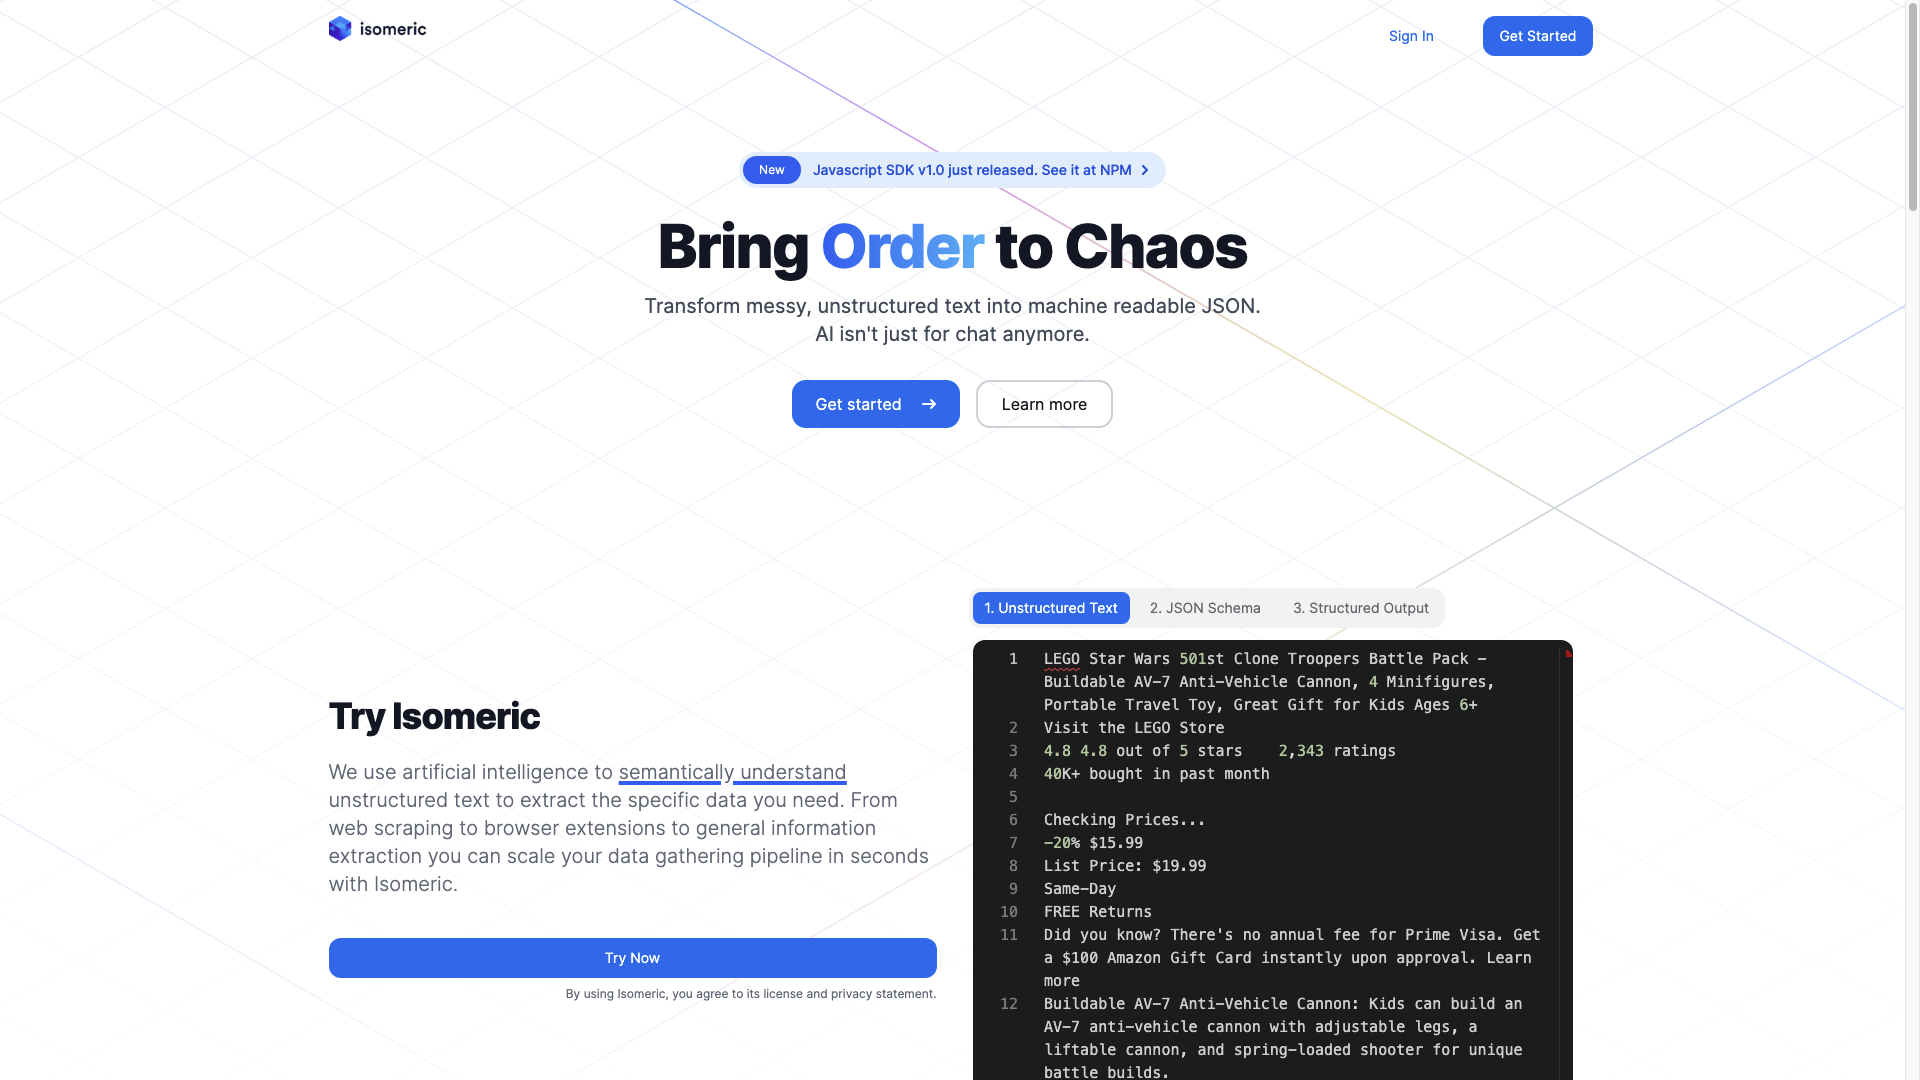 isomeric
Sign In
Get Started
New
Javascript SDK v1.0 just released. See it at NPM
Bring Order to Chaos
Transform messy, unstructured text into machine readable JSON.
AI isn't just for chat anymore.
Get started
Learn more
1. Unstructured Text
2. JSON Schema
3. Structured Output
Try Isomeric
We use artificial intelligence to semantically understand
unstructured text to extract the specific data you need. From
web scraping to browser extensions to general information
extraction you can scale your data gathering pipeline in seconds
with Isomeric.
Try Now
By using Isomeric, you agree to its license and privacy statement.
1 LEGO Star Wars 501st Clone Troopers Battle Pack –
Buildable AV-7 Anti-Vehicle Cannon, 4 Minifigures,
Portable Travel Toy, Great Gift for Kids Ages 6+
2 Visit the LEGO Store
3 4.8 4.8 out of 5 stars 2,343 ratings
4 40K+ bought in past month
5
6 Checking Prices...
7 -20% $15.99
8 List Price: $19.99
9 Same-Day
10 FREE Returns
11 Did you know? There's no annual fee for Prime Visa. Get
a $100 Amazon Gift Card instantly upon approval. Learn
more
12 Buildable AV-7 Anti-Vehicle Cannon: Kids can build an
AV-7 anti-vehicle cannon with adjustable legs, a
liftable cannon, and spring-loaded shooter for unique
battle builds.